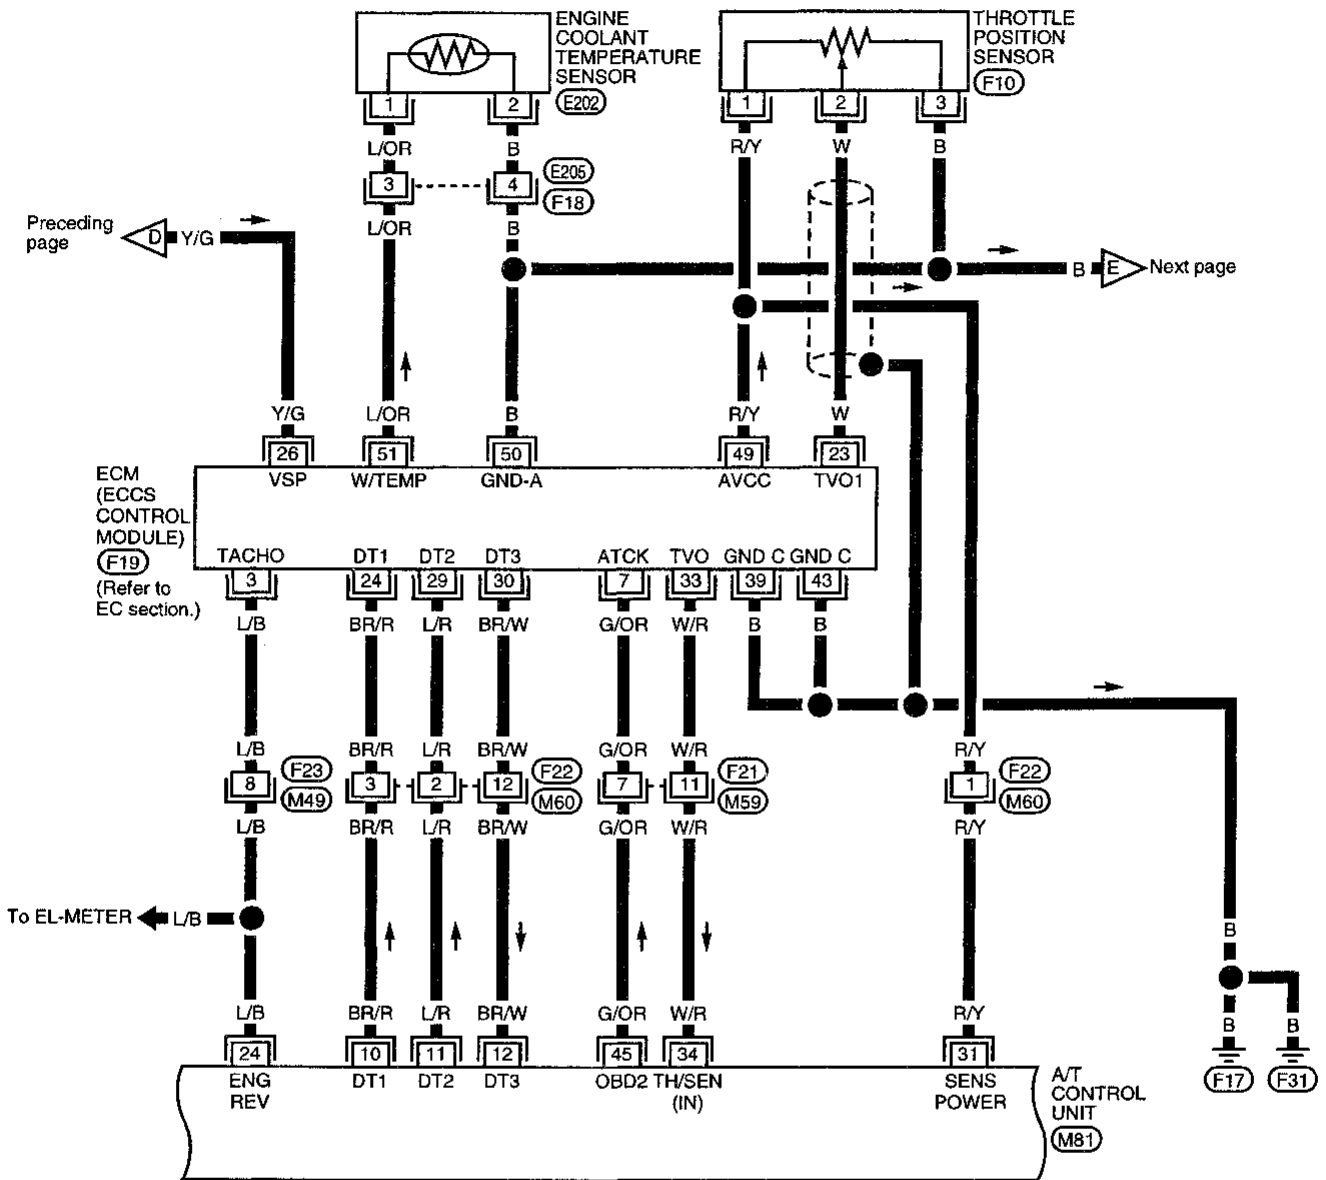 ENGINE
COOLANT
TEMPERATURE
SENSOR
E202
THROTTLE
POSITION
SENSOR
F10
1 2 1 2 3
L/OR B R/Y W B
3 4 E205
F18
L/OR B
Preceding
page
D Y/G
B E Next page
Y/G L/OR B R/Y W
26 51 50 49 23
VSP W/TEMP GND-A AVCC TVO1
ECM
(ECCS
CONTROL
MODULE)
F19
(Refer to
EC section.)
TACHO DT1 DT2 DT3 ATCK TVO GND C GND C
3 24 29 30 7 33 39 43
L/B BR/R L/R BR/W G/OR W/R B B
L/B BR/R L/R BR/W G/OR W/R R/Y
8 F23 3 2 12 F22 7 11 F21 1 F22
M49 M60 M59 M60
L/B BR/R L/R BR/W G/OR W/R R/Y
To EL-METER L/B
B
L/B BR/R L/R BR/W G/OR W/R R/Y B B
24 10 11 12 45 34 31
ENG
REV
DT1 DT2 DT3 OBD2 TH/SEN
(IN)
SENS
POWER
A/T
CONTROL
UNIT
M81
F17 F31